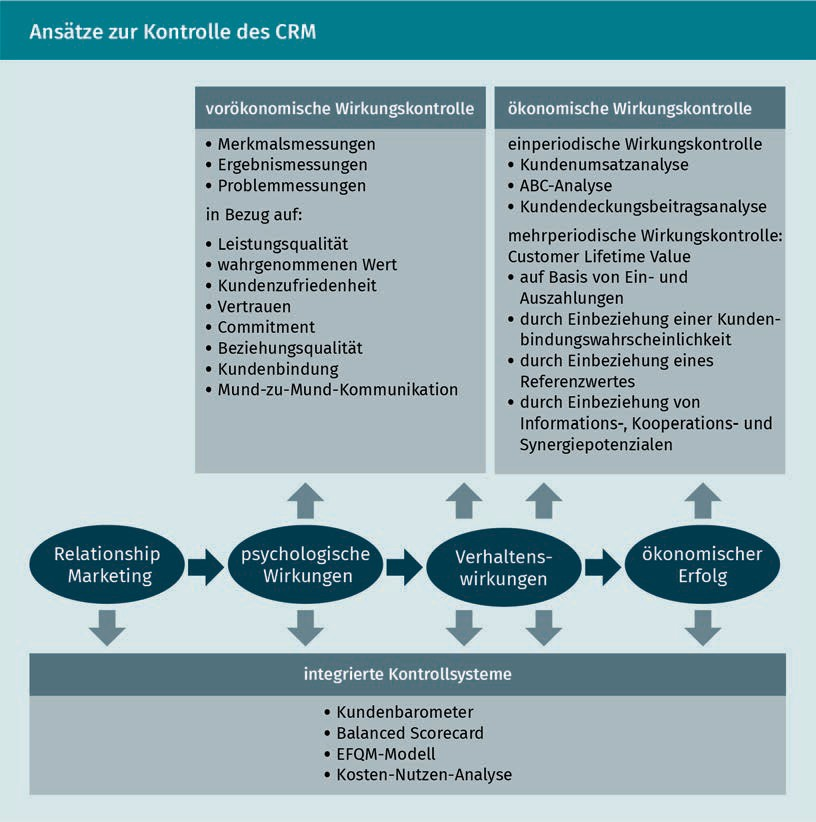 Ansätze zur Kontrolle des CRM
vorökonomische Wirkungskontrolle
• Merkmalsmessungen
• Ergebnismessungen
• Problemmessungen
in Bezug auf:
• Leistungsqualität
• wahrgenommenen Wert
• Kundenzufriedenheit
• Vertrauen
• Commitment
• Beziehungsqualität
• Kundenbindung
• Mund-zu-Mund-Kommunikation
ökonomische Wirkungskontrolle
einperiodische Wirkungskontrolle
• Kundenumsatzanalyse
• ABC-Analyse
• Kundendeckungsbeitragsanalyse
mehrperiodische Wirkungskontrolle:
Customer Lifetime Value
• auf Basis von Ein- und
Auszahlungen
• durch Einbeziehung einer Kunden-
bindungswahrscheinlichkeit
• durch Einbeziehung eines
Referenzwertes
• durch Einbeziehung von
Informations-, Kooperations- und
Synergiepotenzialen
Relationship
Marketing
psychologische
Wirkungen
Verhaltens-
wirkungen
ökonomischer
Erfolg
integrierte Kontrollsysteme
• Kundenbarometer
• Balanced Scorecard
• EFQM-Modell
• Kosten-Nutzen-Analyse